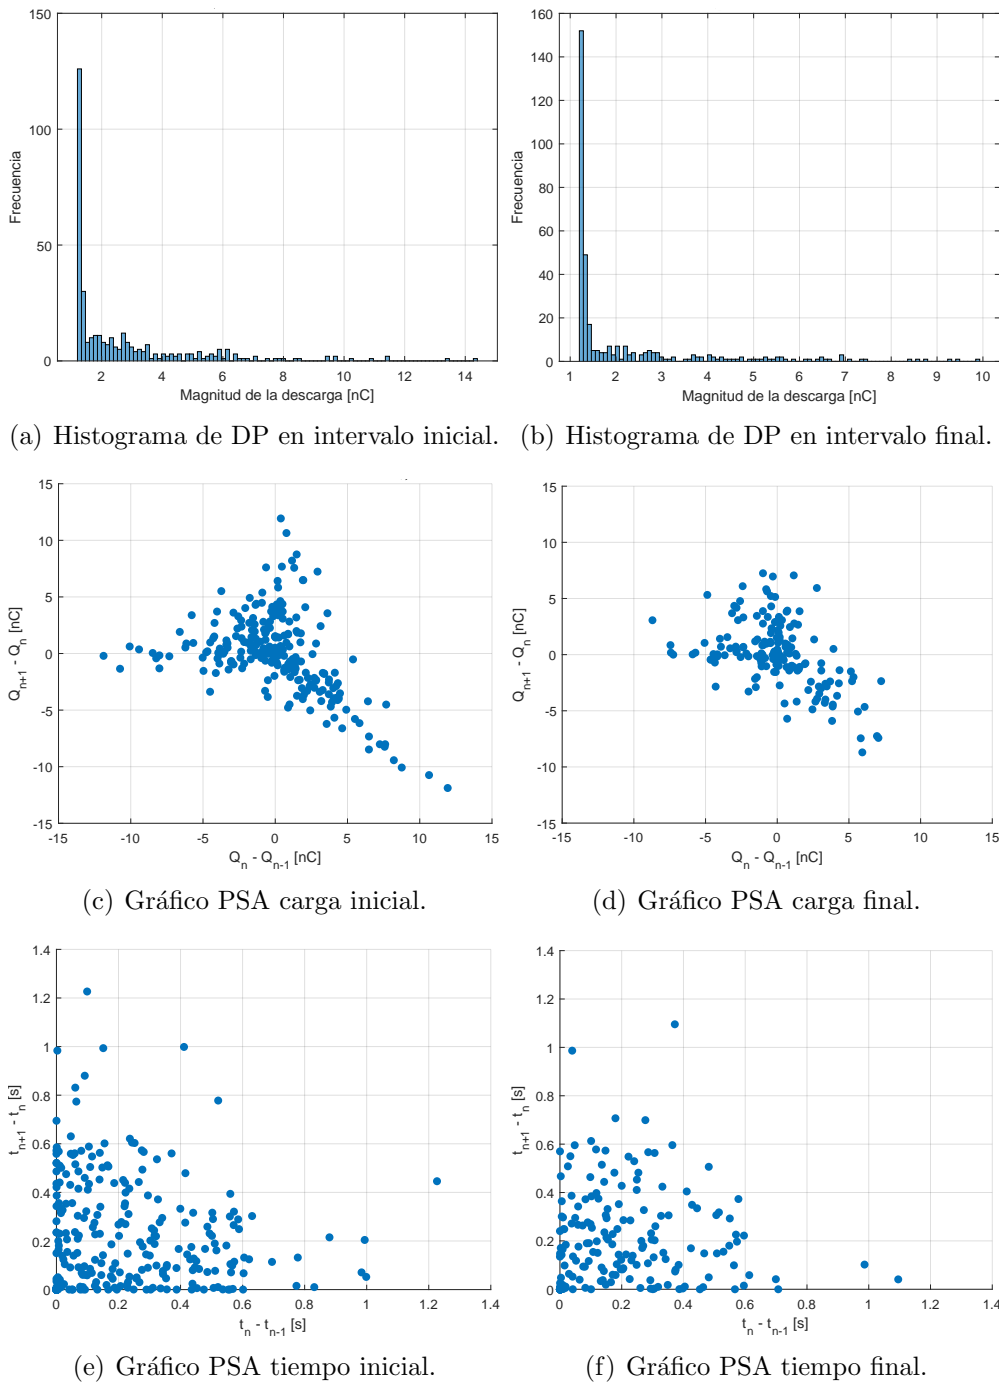 150
100
50
0
Frecuencia
2 4 6 8 10 12 14
Magnitud de la descarga [nC]
160
140
120
100
80
60
40
20
0
Frecuencia
1 2 3 4 5 6 7 8 9 10
Magnitud de la descarga [nC]
(a) Histograma de DP en intervalo inicial.
(b) Histograma de DP en intervalo final.
15
10
5
0
-5
-10
-15
Qn+1 - Qn [nC]
-15 -10 -5 0 5 10 15
Qn - Qn-1 [nC]
15
10
5
0
-5
-10
-15
Qn+1 - Qn [nC]
-15 -10 -5 0 5 10 15
Qn - Qn-1 [nC]
(c) Gráfico PSA carga inicial.
(d) Gráfico PSA carga final.
1.4
1.2
1
0.8
0.6
0.4
0.2
0
tn+1 - tn [s]
0 0.2 0.4 0.6 0.8 1 1.2 1.4
tn - tn-1 [s]
1.4
1.2
1
0.8
0.6
0.4
0.2
0
tn+1 - tn [s]
0 0.2 0.4 0.6 0.8 1 1.2 1.4
tn - tn-1 [s]
(e) Gráfico PSA tiempo inicial.
(f) Gráfico PSA tiempo final.